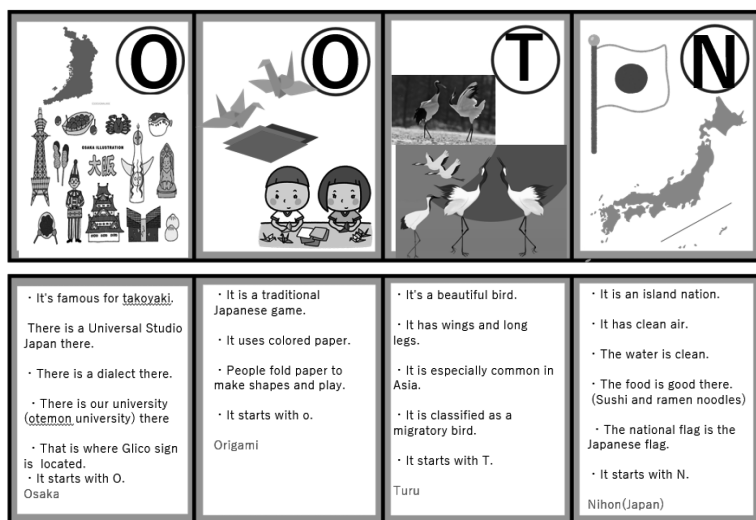 O
O
T
N
OSAKA ILLUSTRATION
大阪
・It's famous for takoyaki.
There is a Universal Studio
Japan there.
・There is a dialect there.
・There is our university
(otemon university) there
・That is where Glico sign
is located.
・It starts with O.
Osaka
・It is a traditional
Japanese game.
・It uses colored paper.
・People fold paper to
make shapes and play.
・It starts with o.
Origami
・It's a beautiful bird.
・It has wings and long
legs.
・It is especially common in
Asia.
・It is classified as a
migratory bird.
・It starts with T.
Turu
・It is an island nation.
・It has clean air.
・The water is clean.
・The food is good there.
(Sushi and ramen noodles)
・The national flag is the
Japanese flag.
・It starts with N.
Nihon(Japan)